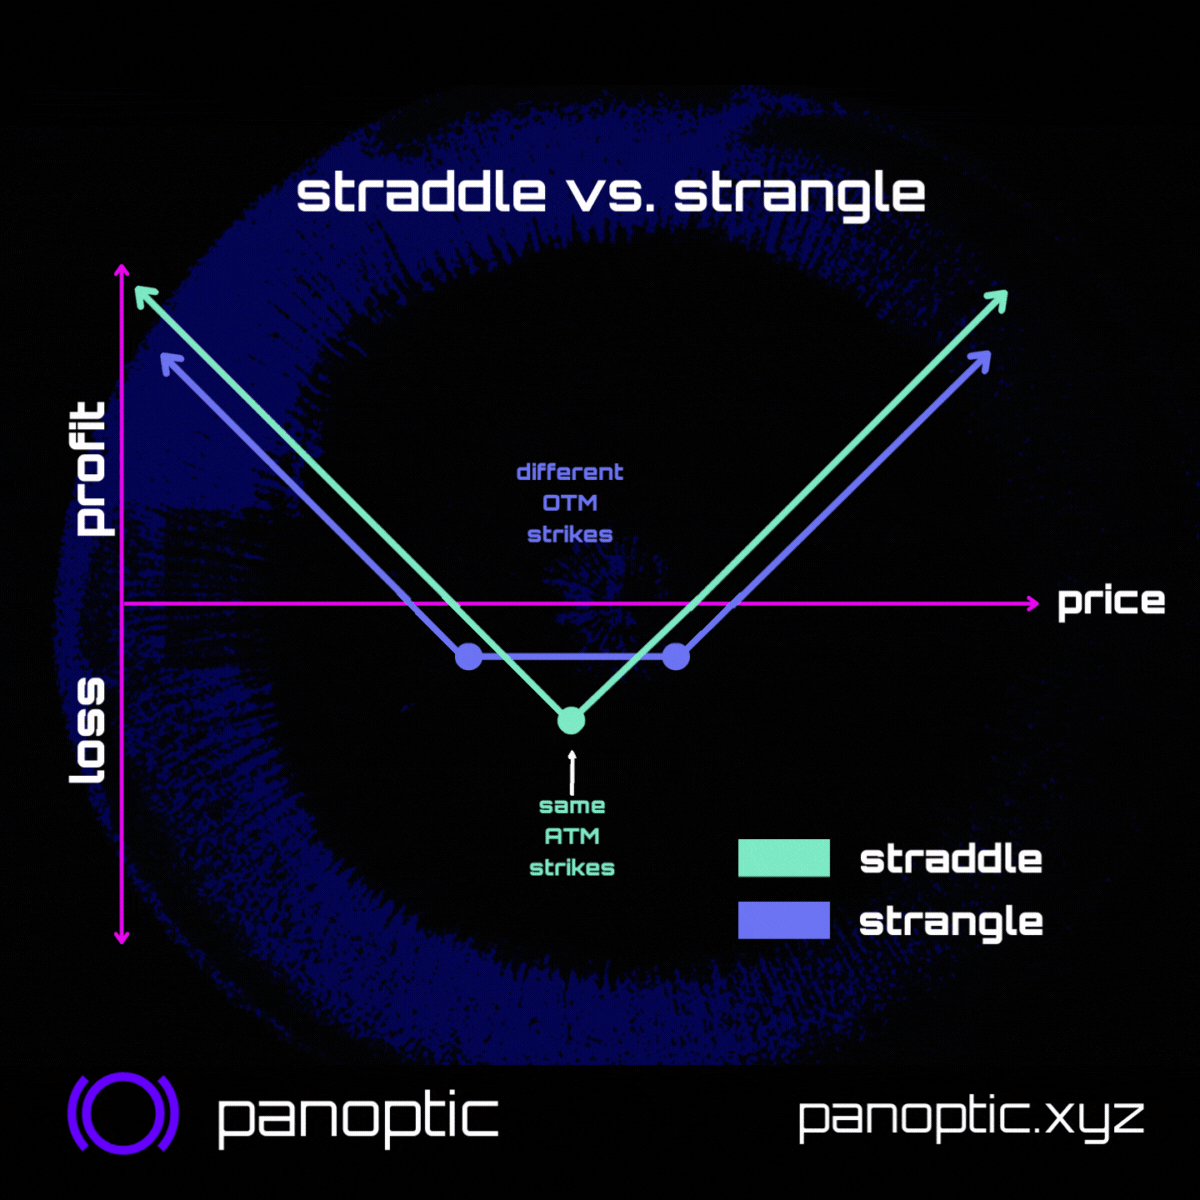 straddle vs. strangle
profit
different
OTM
strikes
price
loss
same
ATM
strikes
straddle
strangle
panoptic
panoptic.xyz